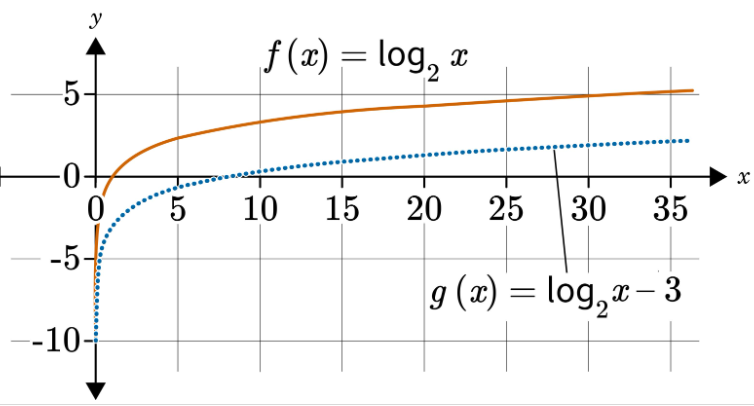 y
f (x) = log₂ x
5
0
x
0 5 10 15 20 25 30 35
-5
g (x) = log₂x – 3
-10